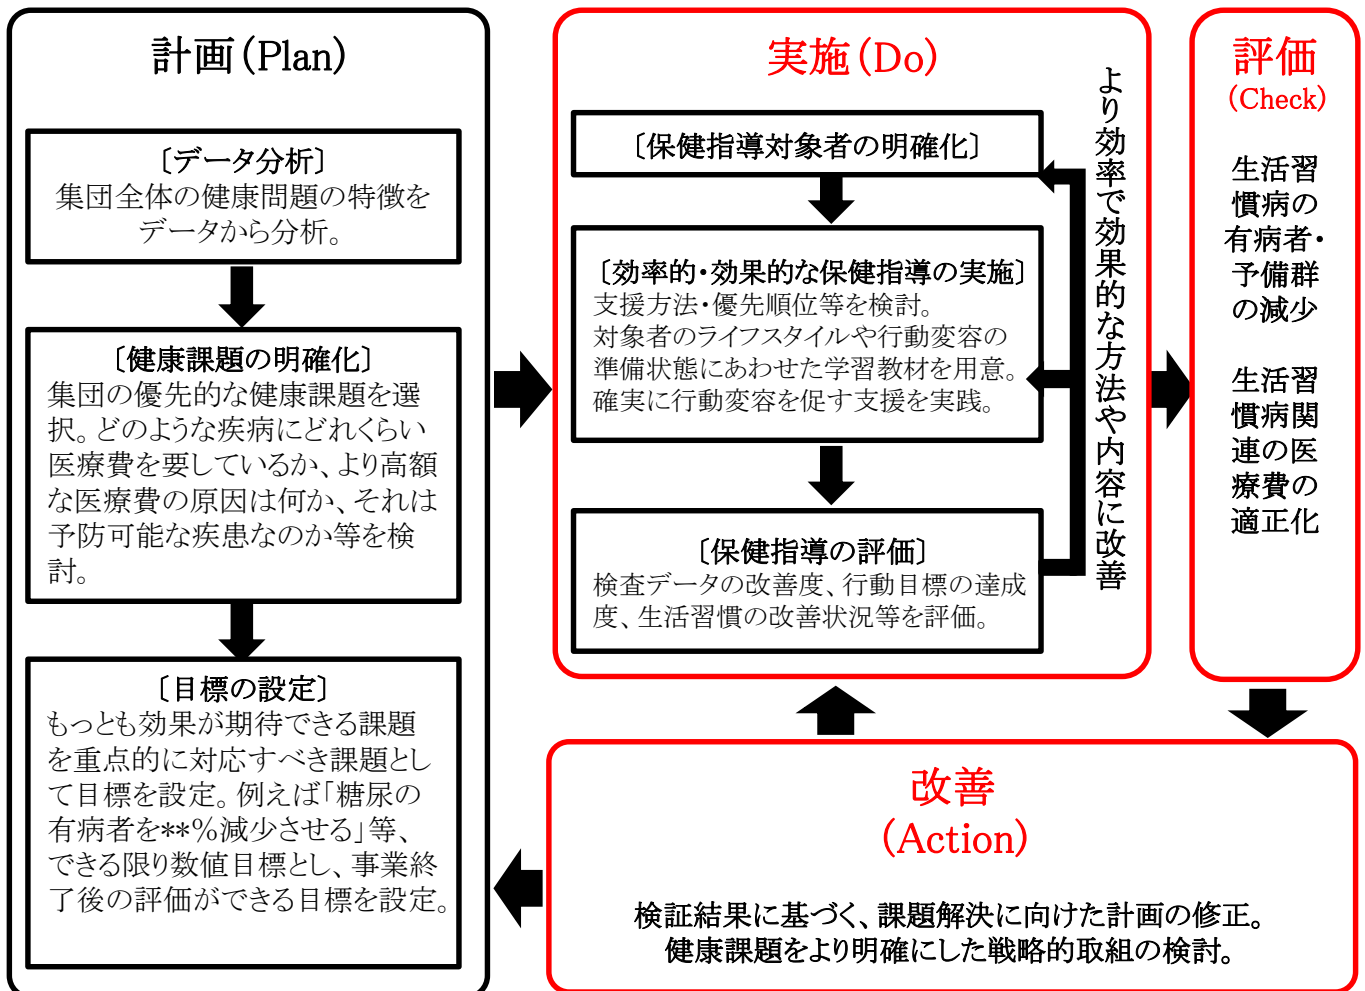 計画(Plan)
〔データ分析〕
集団全体の健康問題の特徴を
データから分析。
〔健康課題の明確化〕
集団の優先的な健康課題を選
択。どのような疾病にどれくらい
医療費を要しているか、より高額
な医療費の原因は何か、それは
予防可能な疾患なのか等を検
討。
〔目標の設定〕
もっとも効果が期待できる課題
を重点的に対応すべき課題とし
て目標を設定。例えば「糖尿の
有病者を**%減少させる」等、
できる限り数値目標とし、事業終
了後の評価ができる目標を設定。
実施(Do)
〔保健指導対象者の明確化〕
〔効率的・効果的な保健指導の実施〕
支援方法・優先順位等を検討。
対象者のライフスタイルや行動変容の
準備状態にあわせた学習教材を用意。
確実に行動変容を促す支援を実践。
〔保健指導の評価〕
検査データの改善度、行動目標の達成
度、生活習慣の改善状況等を評価。
より効率で効果的な方法や内容に改善
評価
(Check)
生活習
慣病の
有病者・
予備群
の減少
生活習
慣病関
連の医
療費の
適正化
改善
(Action)
検証結果に基づく、課題解決に向けた計画の修正。
健康課題をより明確にした戦略的取組の検討。